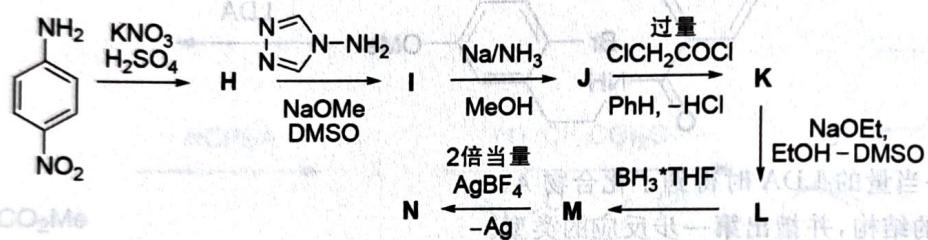 NH₂
NO₂
KNO₃
H₂SO₄
H
N
N
N−NH₂
NaOMe
DMSO
I
Na/NH₃
MeOH
J
过量
ClCH₂COCl
PhH, −HCl
K
NaOEt,
EtOH−DMSO
L
BH₃*THF
M
2倍当量
AgBF₄
−Ag
N